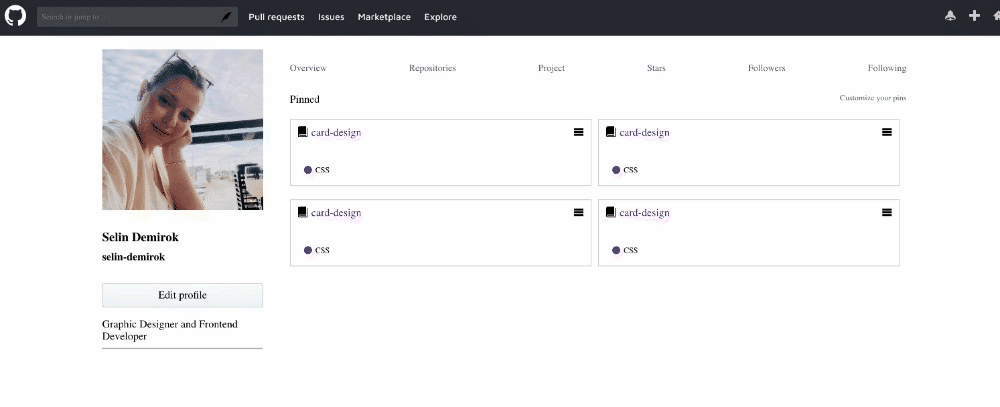 Search or jump to ... Pull requests Issues Marketplace Explore
Overview Repositories Project Stars Followers Following
Pinned Customize your pins
card-design card-design
css css
card-design card-design
css css
Selin Demirok
selin-demirok
Edit profile
Graphic Designer and Frontend
Developer